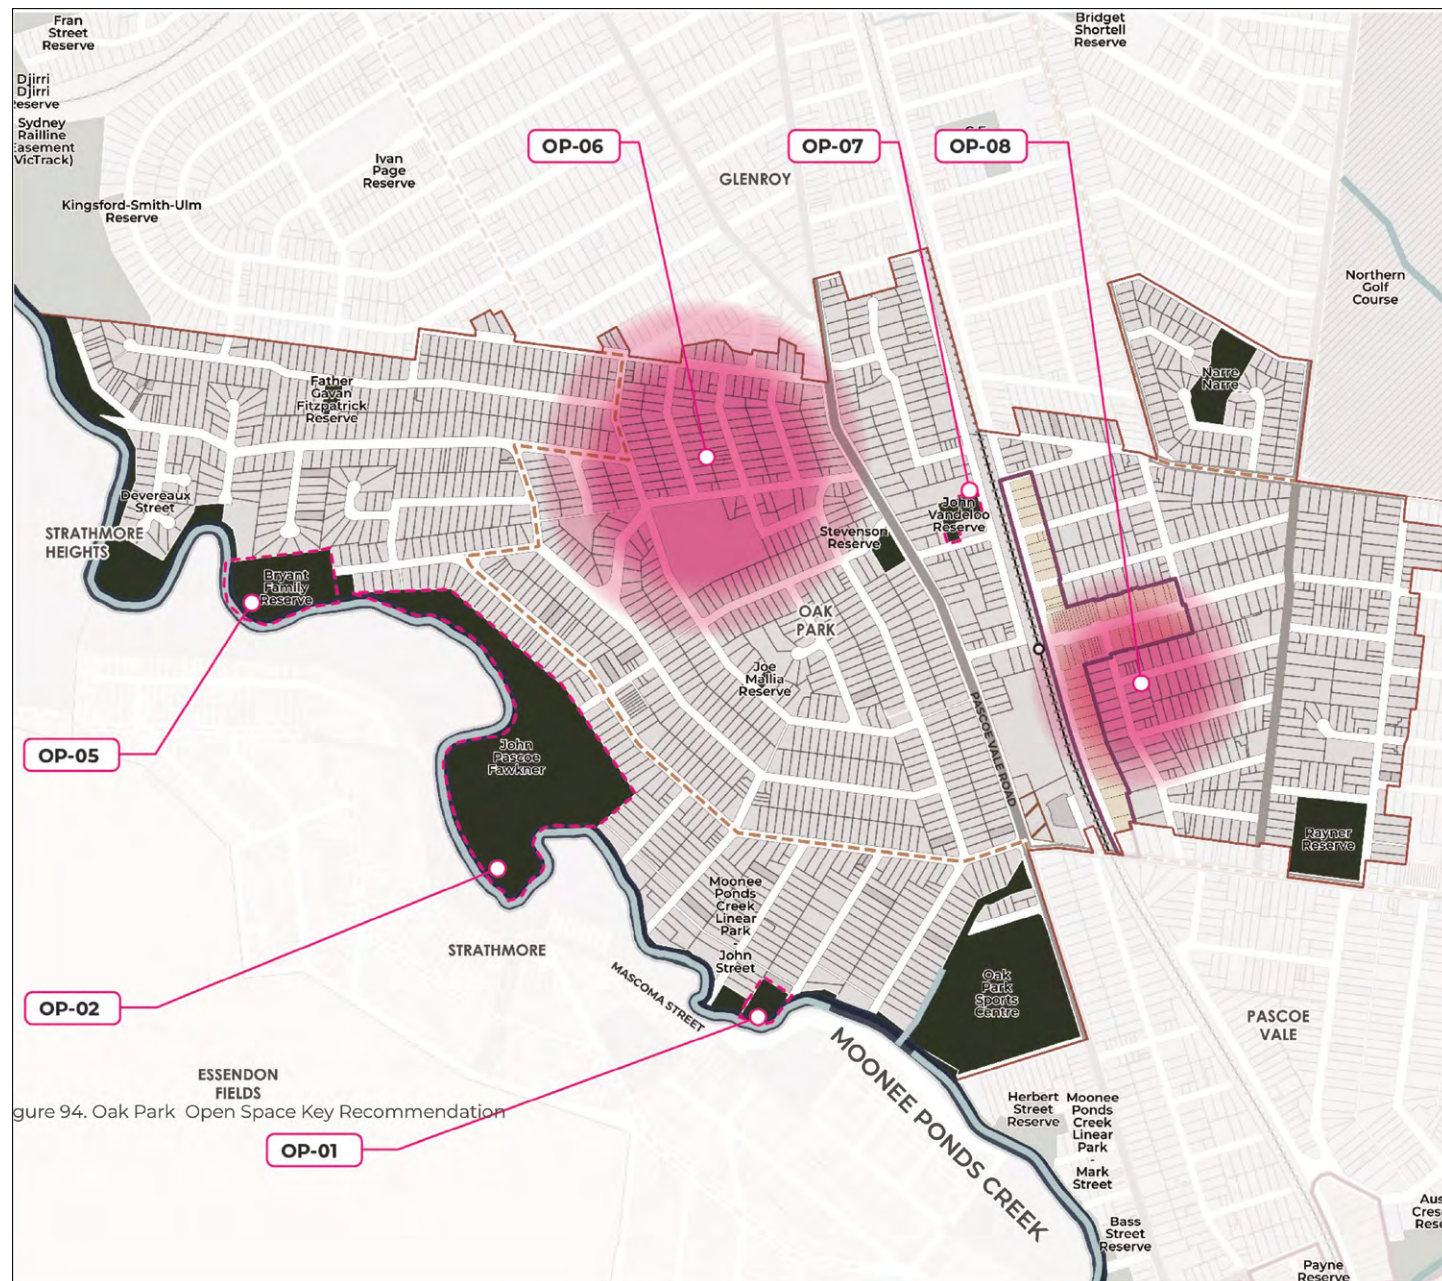 Fran
Street
Reserve
Bridget
Shortell
Reserve
Djirri
Djirri
Reserve
Sydney
Railline
Easement
VicTrack)
OP-06
OP-07
OP-08
Ivan
Page
Reserve
GLENROY
Kingsford-Smith-Ulm
Reserve
Northern
Golf
Course
Narre
Narre
Father
Gavan
Fitzpatrick
Reserve
Devereaux
Street
STRATHMORE
HEIGHTS
John
Vandeloo
Reserve
Stevenson
Reserve
Bryant
Family
Reserve
OAK
PARK
Joe
Mallia
Reserve
PASCOE VALE ROAD
OP-05
John
Pascoe
Fawkner
Rayner
Reserve
Moonee
Ponds
Creek
Linear
Park
-
John
Street
STRATHMORE
MASCOMA STREET
OP-02
Oak
Park
Sports
Centre
PASCOE
VALE
MOONEE PONDS CREEK
ESSENDON
FIELDS
gure 94. Oak Park Open Space Key Recommendation
OP-01
Herbert
Street
Reserve
Moonee
Ponds
Creek
Linear
Park
-
Mark
Street
Bass
Street
Reserve
Aus
Cres
Rese
Payne
Reserve